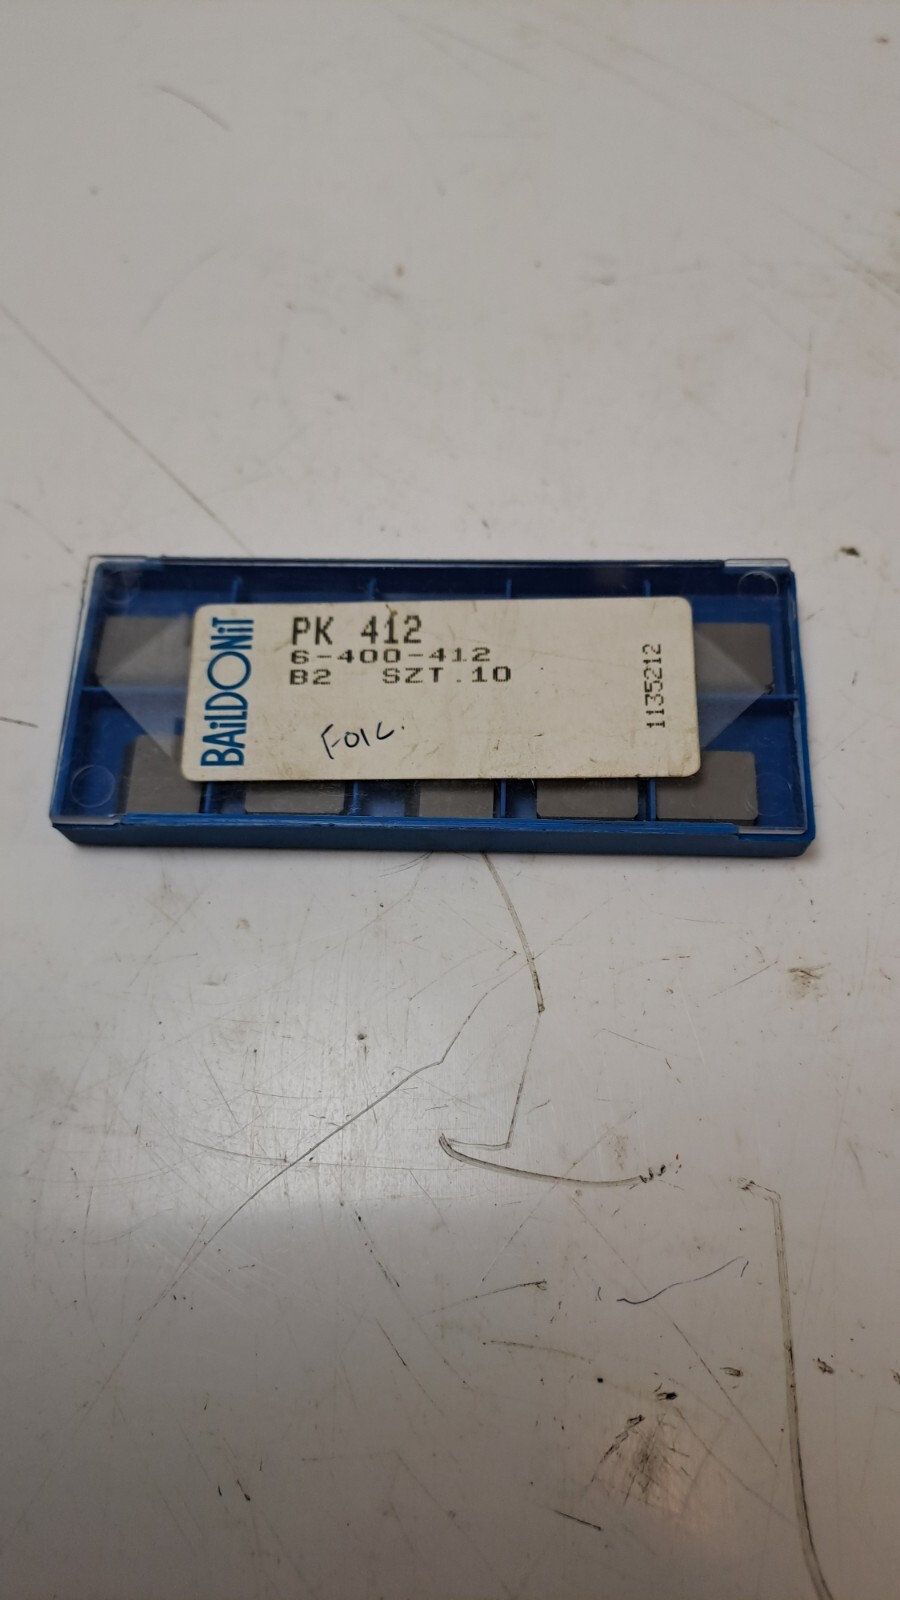 BAiLDONiT
PK 412
6-400-412
B2 SZT.10
1135212